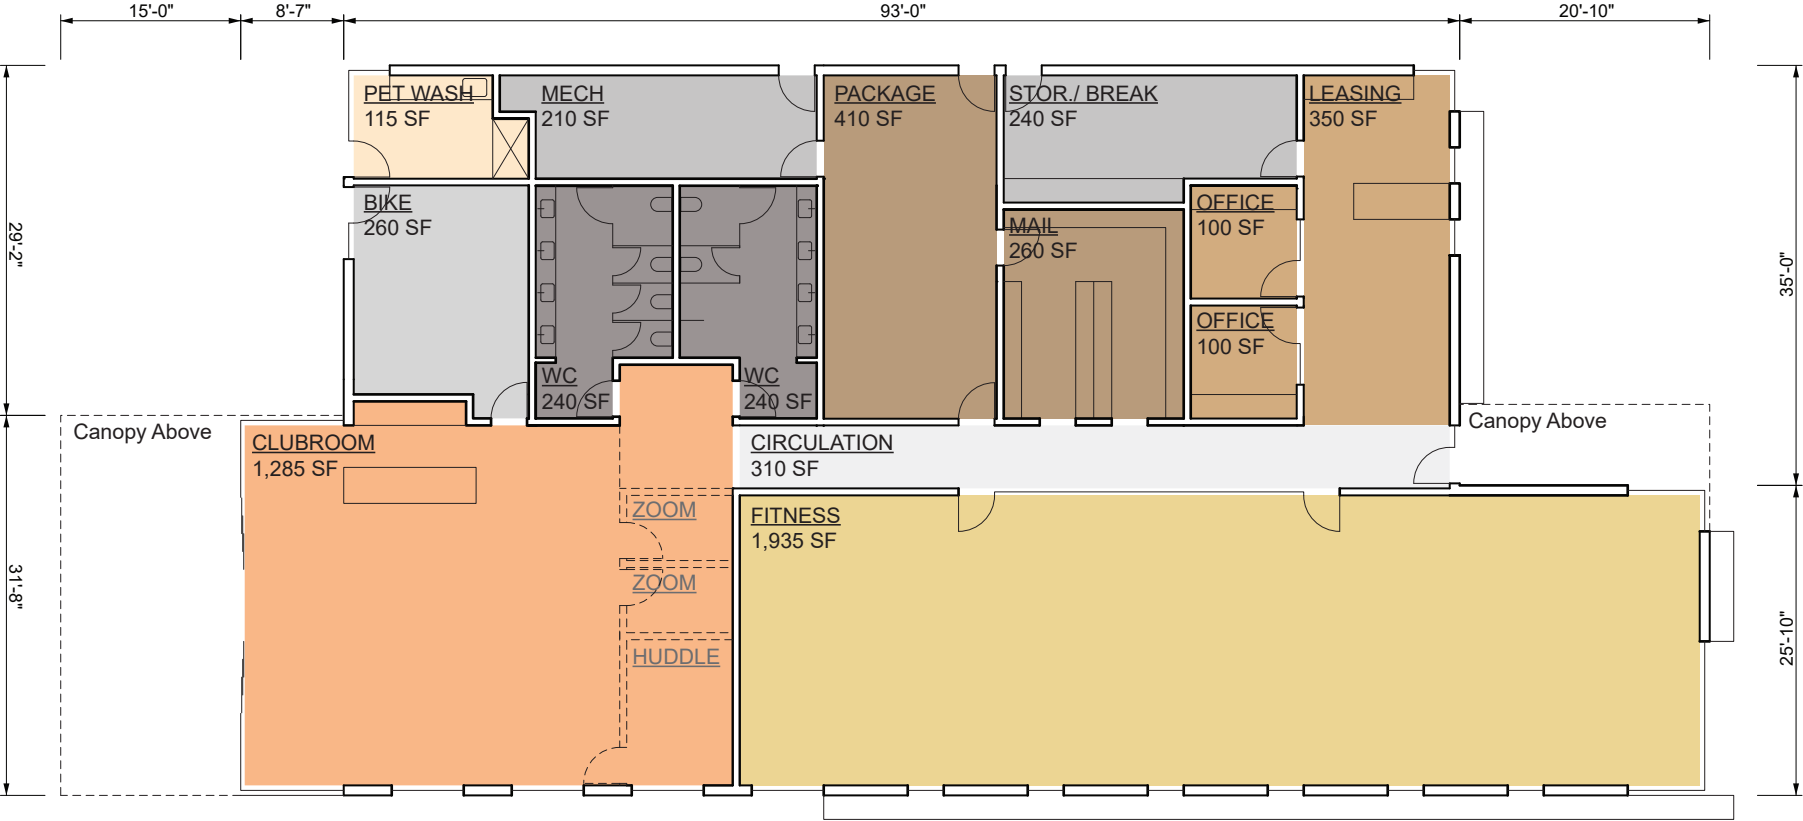 15'-0" 8'-7" 93'-0" 20'-10"
PET WASH
115 SF
MECH
210 SF
PACKAGE
410 SF
STOR./ BREAK
240 SF
LEASING
350 SF
BIKE
260 SF
OFFICE
100 SF
MAIL
260 SF
29'-2"
35'-0"
OFFICE
100 SF
WC
240 SF
WC
240 SF
Canopy Above
Canopy Above
CLUBROOM
1,285 SF
CIRCULATION
310 SF
ZOOM
FITNESS
1,935 SF
ZOOM
31'-8"
25'-10"
HUDDLE